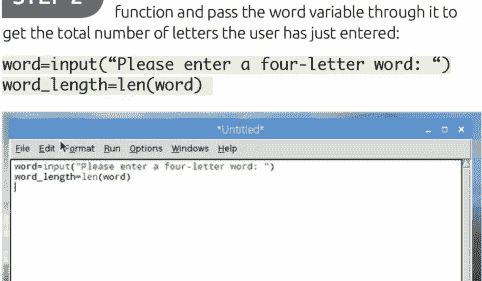 STEP 2
function and pass the word variable through it to
get the total number of letters the user has just entered:
word=input(“Please enter a four-letter word: “)
word_length=len(word)
*Untitled*
File Edit Format Run Options Windows Help
word=input("Please enter a four-letter word: ")
word_length=len(word)